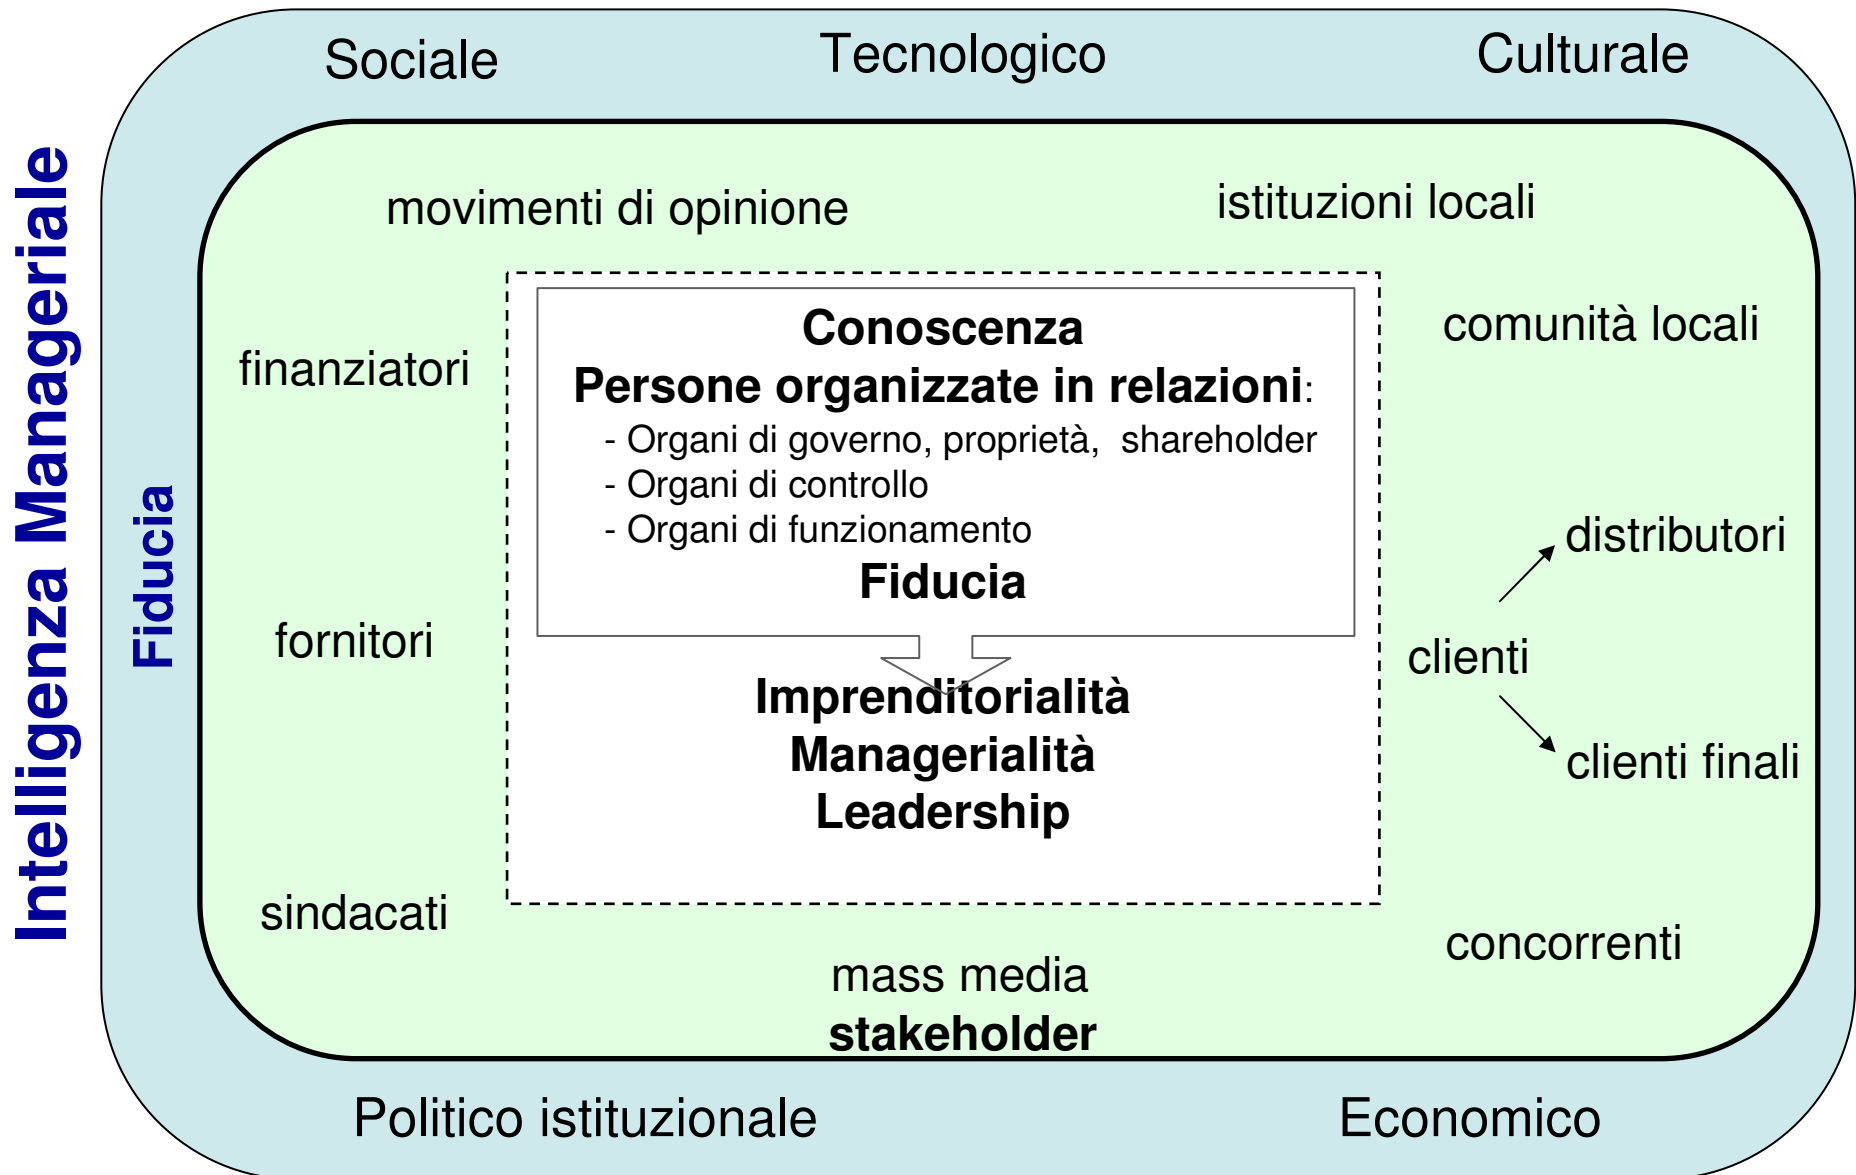 Intelligenza Manageriale
Sociale
Tecnologico
Culturale
Fiducia
movimenti di opinione
istituzioni locali
finanziatori
comunità locali
Conoscenza
Persone organizzate in relazioni:
- Organi di governo, proprietà, shareholder
- Organi di controllo
- Organi di funzionamento
Fiducia
Imprenditorialità
Managerialità
Leadership
fornitori
distributori
clienti
clienti finali
sindacati
concorrenti
mass media
stakeholder
Politico istituzionale
Economico